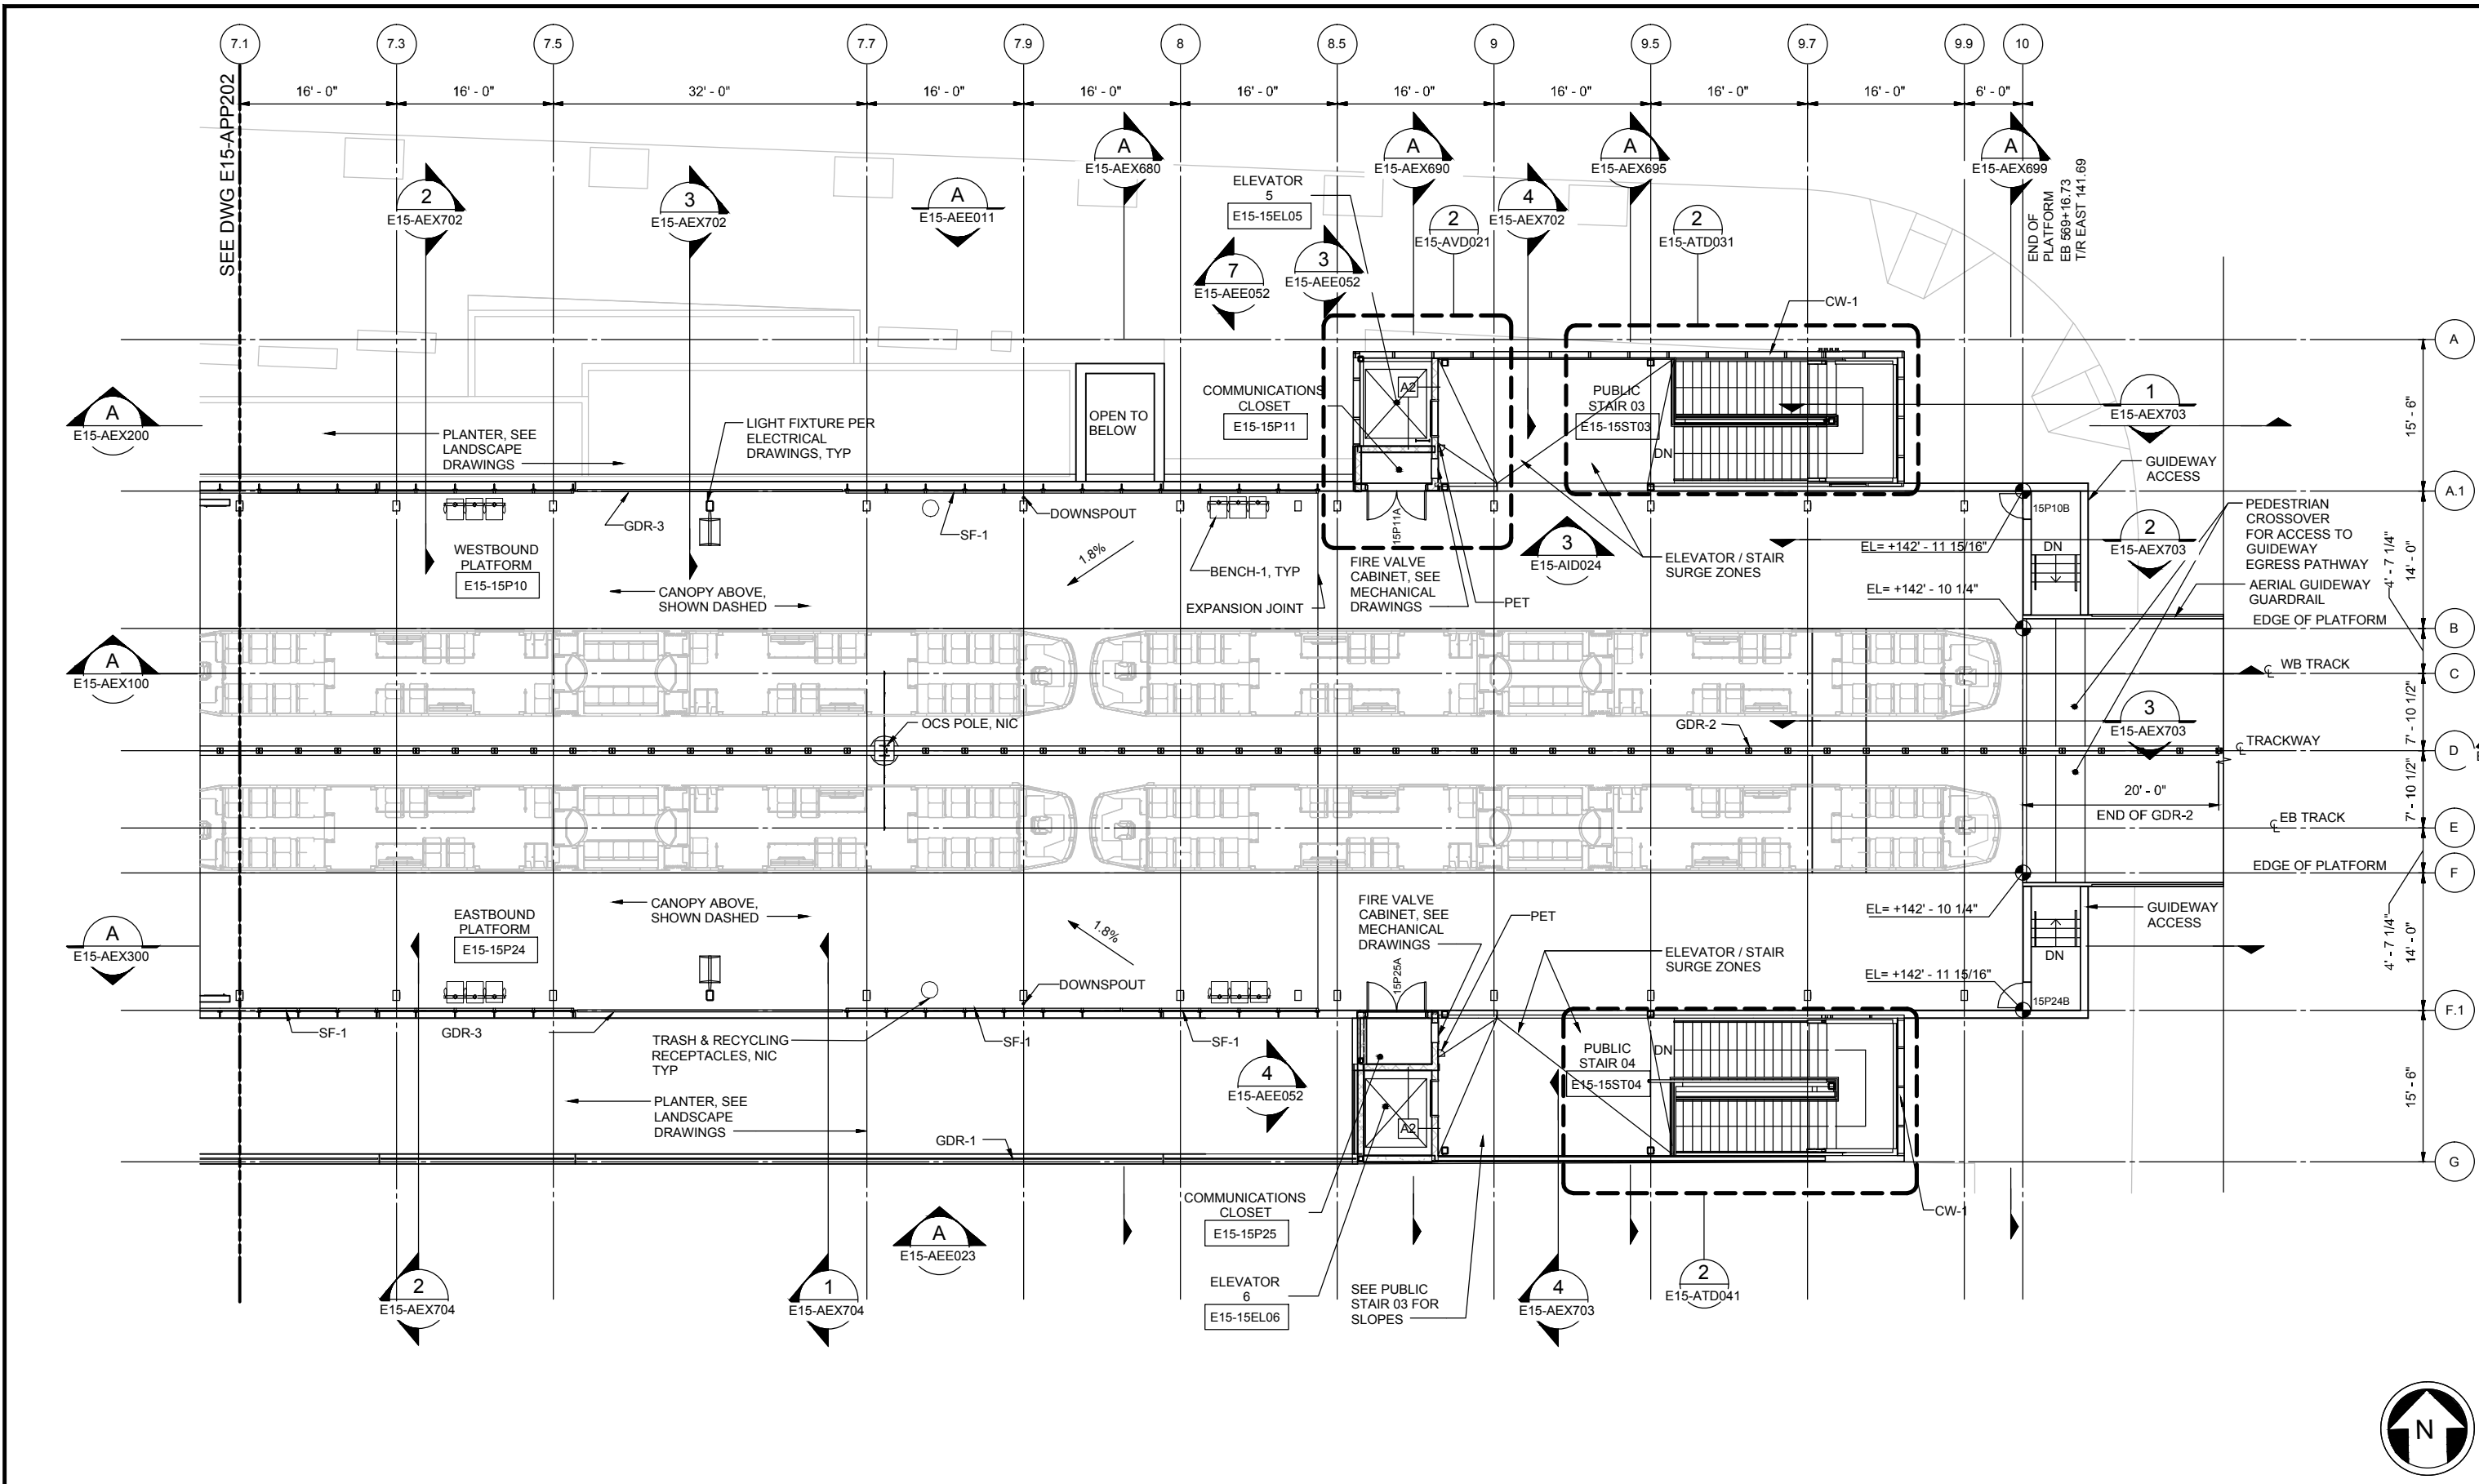 7.1
7.3
7.5
7.7
7.9
8
8.5
9
9.5
9.7
9.9
10
16' - 0"
16' - 0"
32' - 0"
16' - 0"
16' - 0"
16' - 0"
16' - 0"
16' - 0"
16' - 0"
16' - 0"
6' - 0"
SEE DWG E15-APP202
2
E15-AEX702
3
E15-AEX702
A
E15-AEE011
A
E15-AEX680
A
E15-AEX690
4
E15-AEX702
A
E15-AEX695
A
E15-AEX699
END OF
PLATFORM
EB 569+16.73
T/R EAST 141.69
ELEVATOR
5
E15-15EL05
7
E15-AEE052
3
E15-AEE052
2
E15-AVD021
2
E15-ATD031
CW-1
A
A
E15-AEX200
PLANTER, SEE
LANDSCAPE
DRAWINGS
LIGHT FIXTURE PER
ELECTRICAL
DRAWINGS, TYP
OPEN TO
BELOW
COMMUNICATIONS
CLOSET
E15-15P11
A2
PUBLIC
STAIR 03
E15-15ST03
DN
1
E15-AEX703
15' - 6"
GUIDEWAY
ACCESS
A.1
GDR-3
SF-1
DOWNSPOUT
1.8%
BENCH-1, TYP
15P11A
3
E15-AID024
ELEVATOR / STAIR
SURGE ZONES
EL= +142' - 11 15/16"
15P10B
DN
2
E15-AEX703
PEDESTRIAN
CROSSOVER
FOR ACCESS TO
GUIDEWAY
EGRESS PATHWAY
AERIAL GUIDEWAY
GUARDRAIL
14' - 0"
4' - 7 1/4"
WESTBOUND
PLATFORM
E15-15P10
CANOPY ABOVE,
SHOWN DASHED
EXPANSION JOINT
FIRE VALVE
CABINET, SEE
MECHANICAL
DRAWINGS
PET
EL= +142' - 10 1/4"
EDGE OF PLATFORM
B
A
E15-AEX100
WB TRACK
C
OCS POLE, NIC
GDR-2
3
E15-AEX703
7' - 10 1/2"
TRACKWAY
D
20' - 0"
END OF GDR-2
7' - 10 1/2"
EB TRACK
E
EDGE OF PLATFORM
F
A
E15-AEX300
EASTBOUND
PLATFORM
E15-15P24
CANOPY ABOVE,
SHOWN DASHED
1.8%
DOWNSPOUT
FIRE VALVE
CABINET, SEE
MECHANICAL
DRAWINGS
PET
15P25A
ELEVATOR / STAIR
SURGE ZONES
EL= +142' - 10 1/4"
GUIDEWAY
ACCESS
DN
EL= +142' - 11 15/16"
15P24B
4' - 7 1/4"
14' - 0"
F.1
SF-1
GDR-3
TRASH & RECYCLING
RECEPTACLES, NIC
TYP
SF-1
SF-1
4
E15-AEE052
PUBLIC
STAIR 04
E15-15ST04
DN
A2
15' - 6"
PLANTER, SEE
LANDSCAPE
DRAWINGS
GDR-1
G
COMMUNICATIONS
CLOSET
E15-15P25
CW-1
A
E15-AEE023
2
E15-AEX704
1
E15-AEX704
ELEVATOR
6
E15-15EL06
SEE PUBLIC
STAIR 03 FOR
SLOPES
4
E15-AEX703
2
E15-ATD041
N